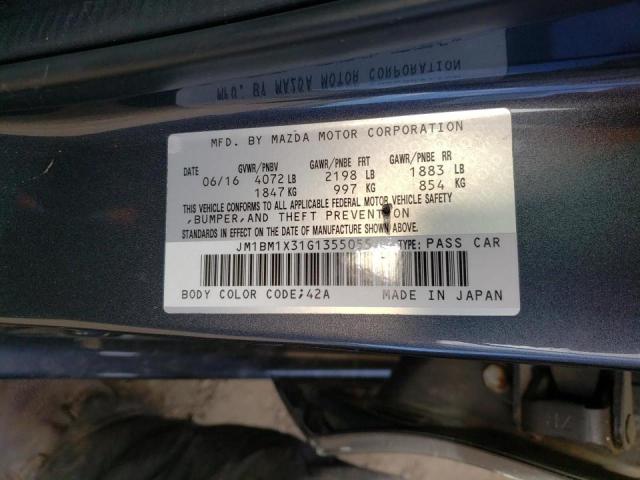 MFD. BY MAZDA MOTOR CORPORATION
DATE GVWR/PNBV GAWR/PNBE FRT GAWR/PNBE RR
06/16 4072 LB 2198 LB 1883 LB
1847 KG 997 KG 854 KG
THIS VEHICLE CONFORMS TO ALL APPLICABLE FEDERAL MOTOR VEHICLE SAFETY
,BUMPER,AND THEFT PREVENTION
STANDARDS IN EFFECT ON THE DATE OF MANUFACTURE SHOWN ABOVE.
TYPE: PASS CAR
BODY COLOR CODE;42A MADE IN JAPAN